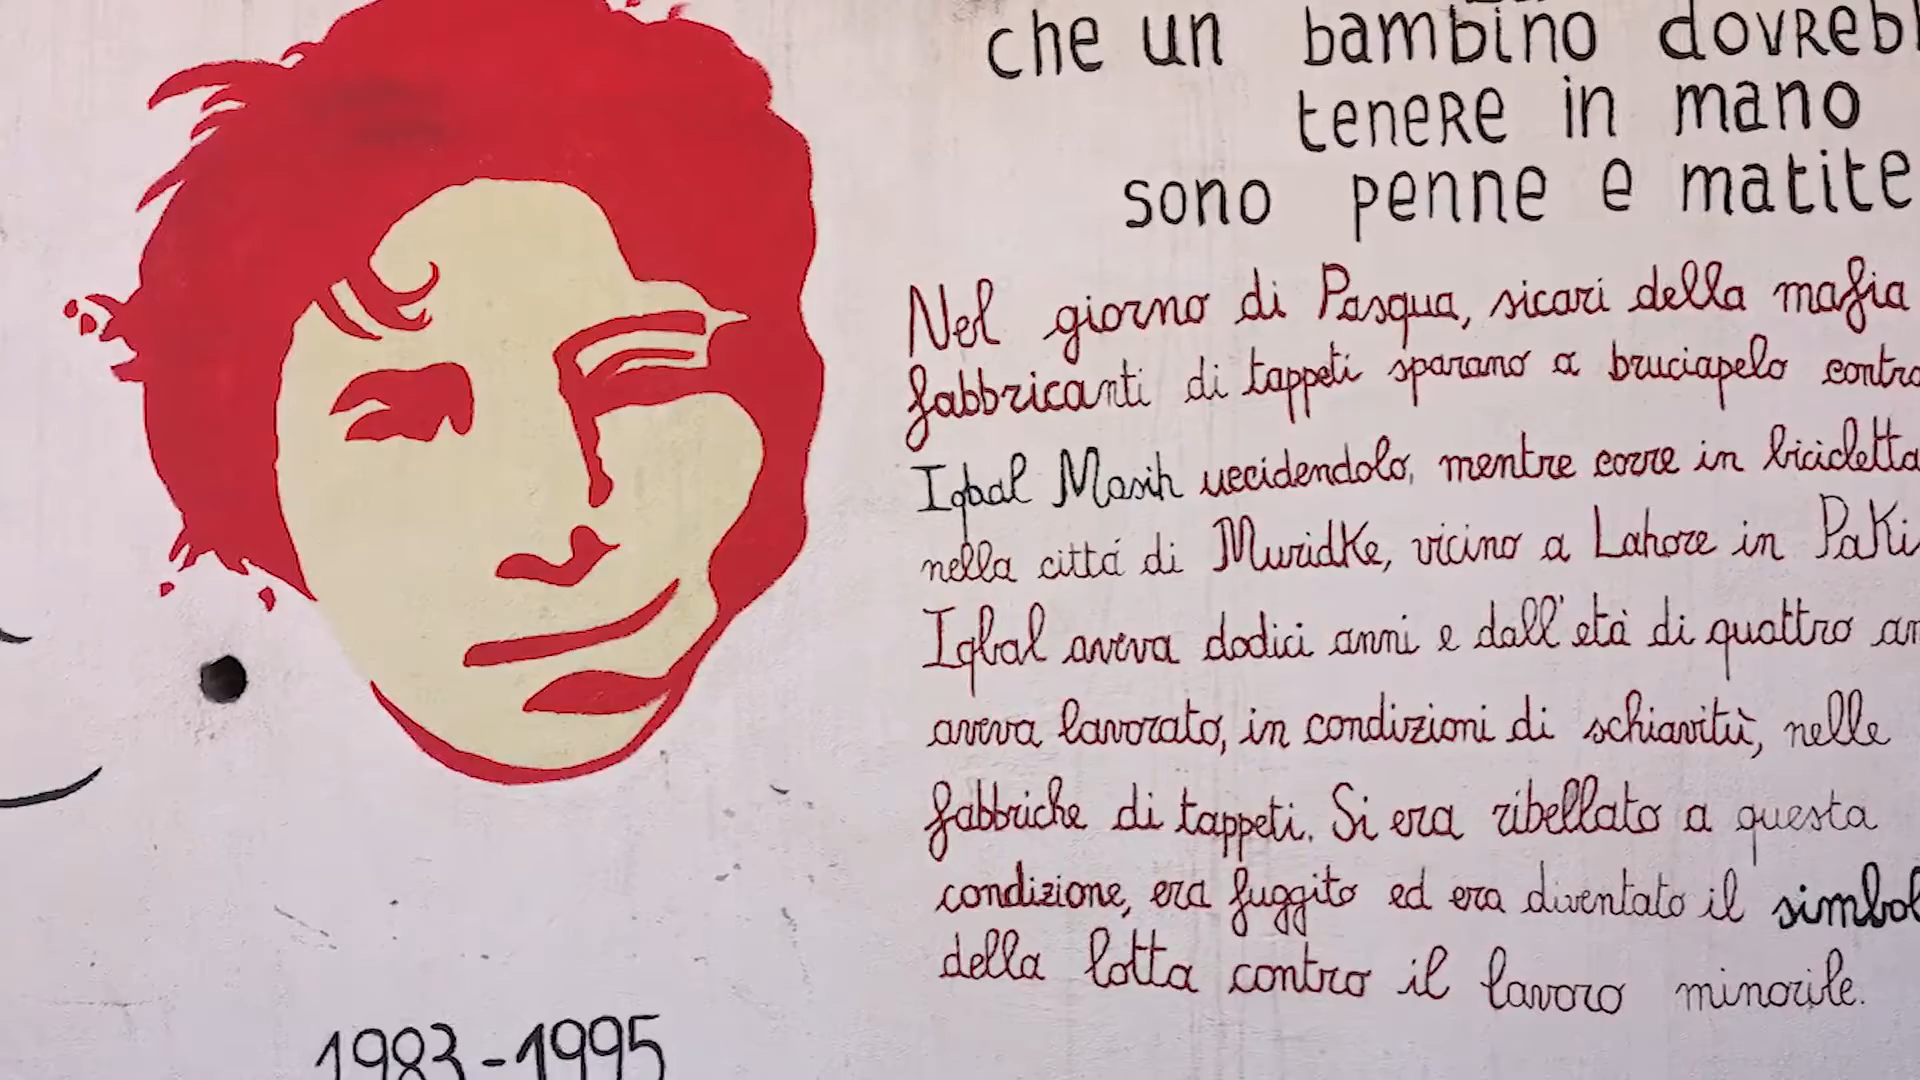 che un bambino dovreb
tenere in mano
sono penne e matite
Nel giorno di Pasqua, sicari della mafia
fabbricanti di tappeti sparano a bruciapelo contro
Iqbal Masih uccidendolo, mentre corre in bicicletta
nella cittá di Muridke, vicino a Lahore in Paki
Iqbal aveva dodici anni e dall'età di quattro an
aveva lavorato, in condizioni di schiavitù, nelle
fabbriche di tappeti. Si era ribellato a questa
condizione, era fuggito ed era diventato il simbol
della lotta contro il lavoro minorile.
1983-1995